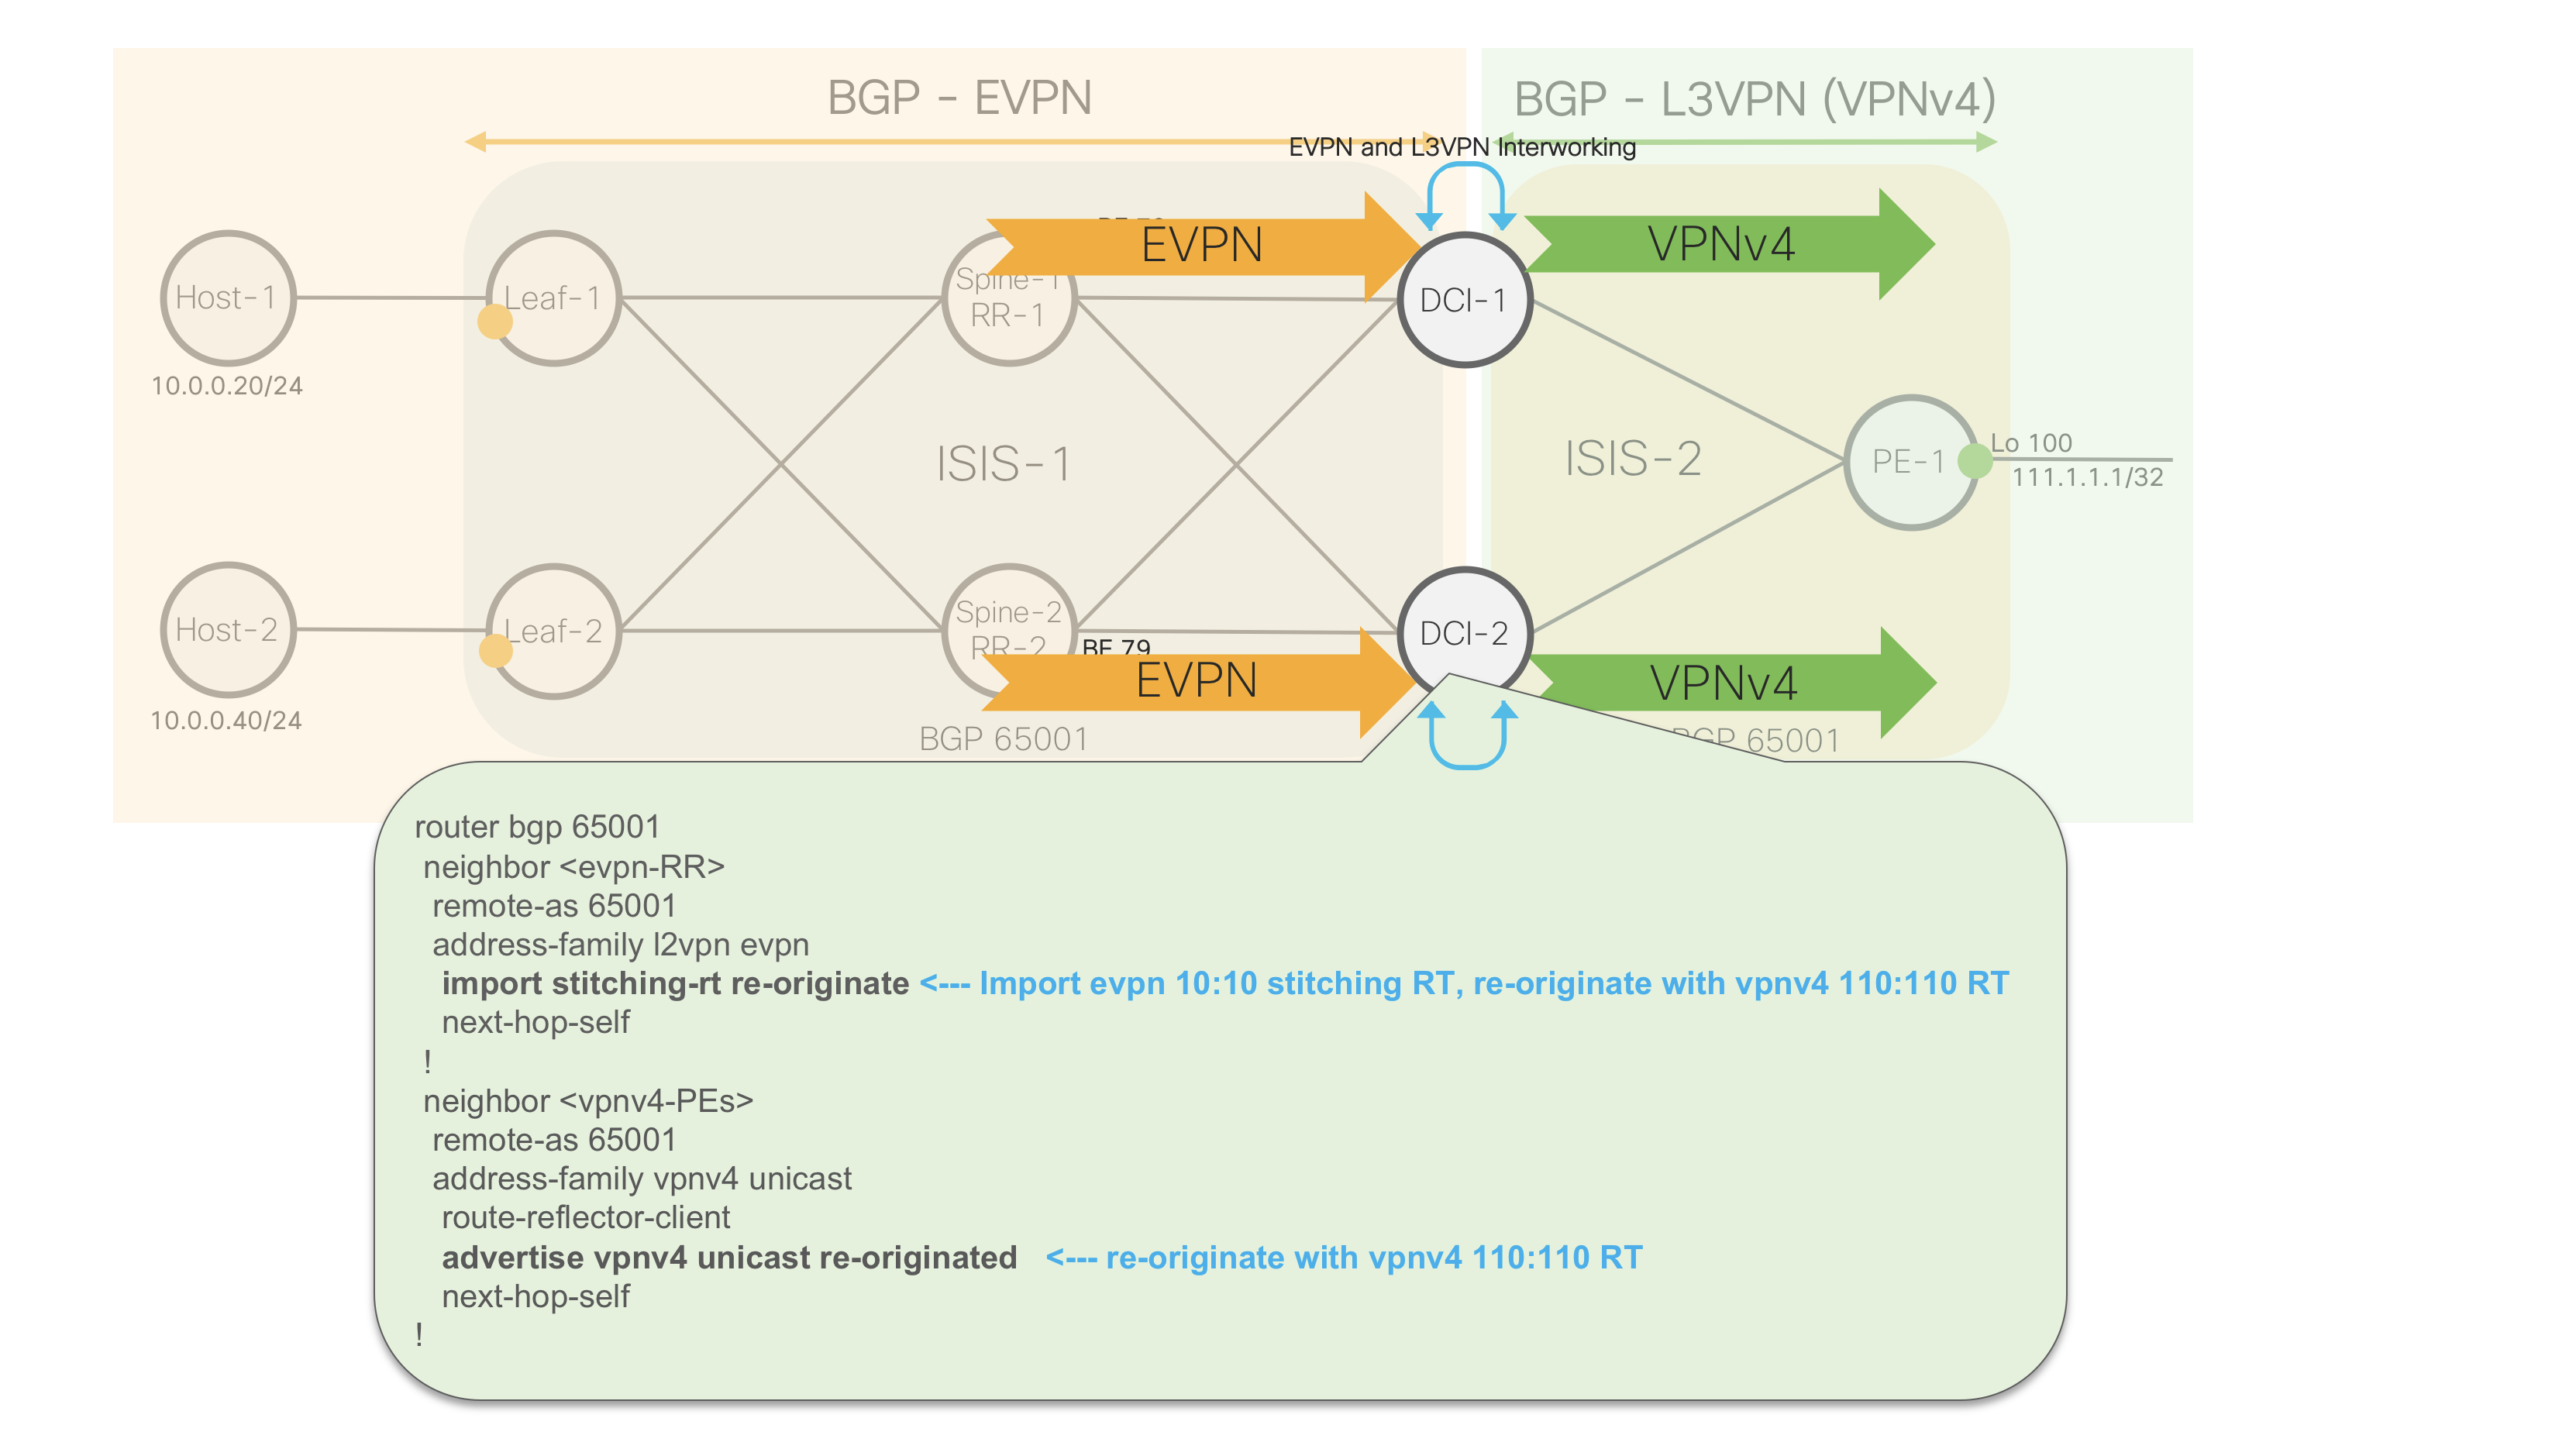 BGP - EVPN
BGP - L3VPN (VPNv4)
EVPN and L3VPN Interworking
EVPN
VPNv4
Host-1
Leaf-1
Spine-1
RR-1
DCI-1
10.0.0.20/24
ISIS-1
ISIS-2
PE-1
Lo 100
111.1.1.1/32
Host-2
Leaf-2
Spine-2
RR-2
DCI-2
BE 79
10.0.0.40/24
EVPN
VPNv4
BGP 65001
BGP 65001
router bgp 65001
neighbor <evpn-RR>
remote-as 65001
address-family l2vpn evpn
import stitching-rt re-originate <--- Import evpn 10:10 stitching RT, re-originate with vpnv4 110:110 RT
next-hop-self
!
neighbor <vpnv4-PEs>
remote-as 65001
address-family vpnv4 unicast
route-reflector-client
advertise vpnv4 unicast re-originated <--- re-originate with vpnv4 110:110 RT
next-hop-self
!